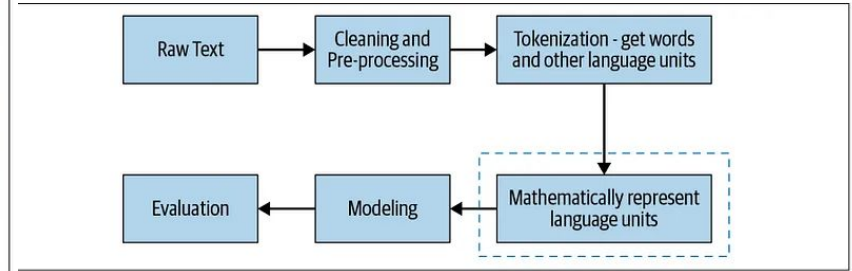 Raw Text
Cleaning and
Pre-processing
Tokenization - get words
and other language units
Mathematically represent
language units
Modeling
Evaluation